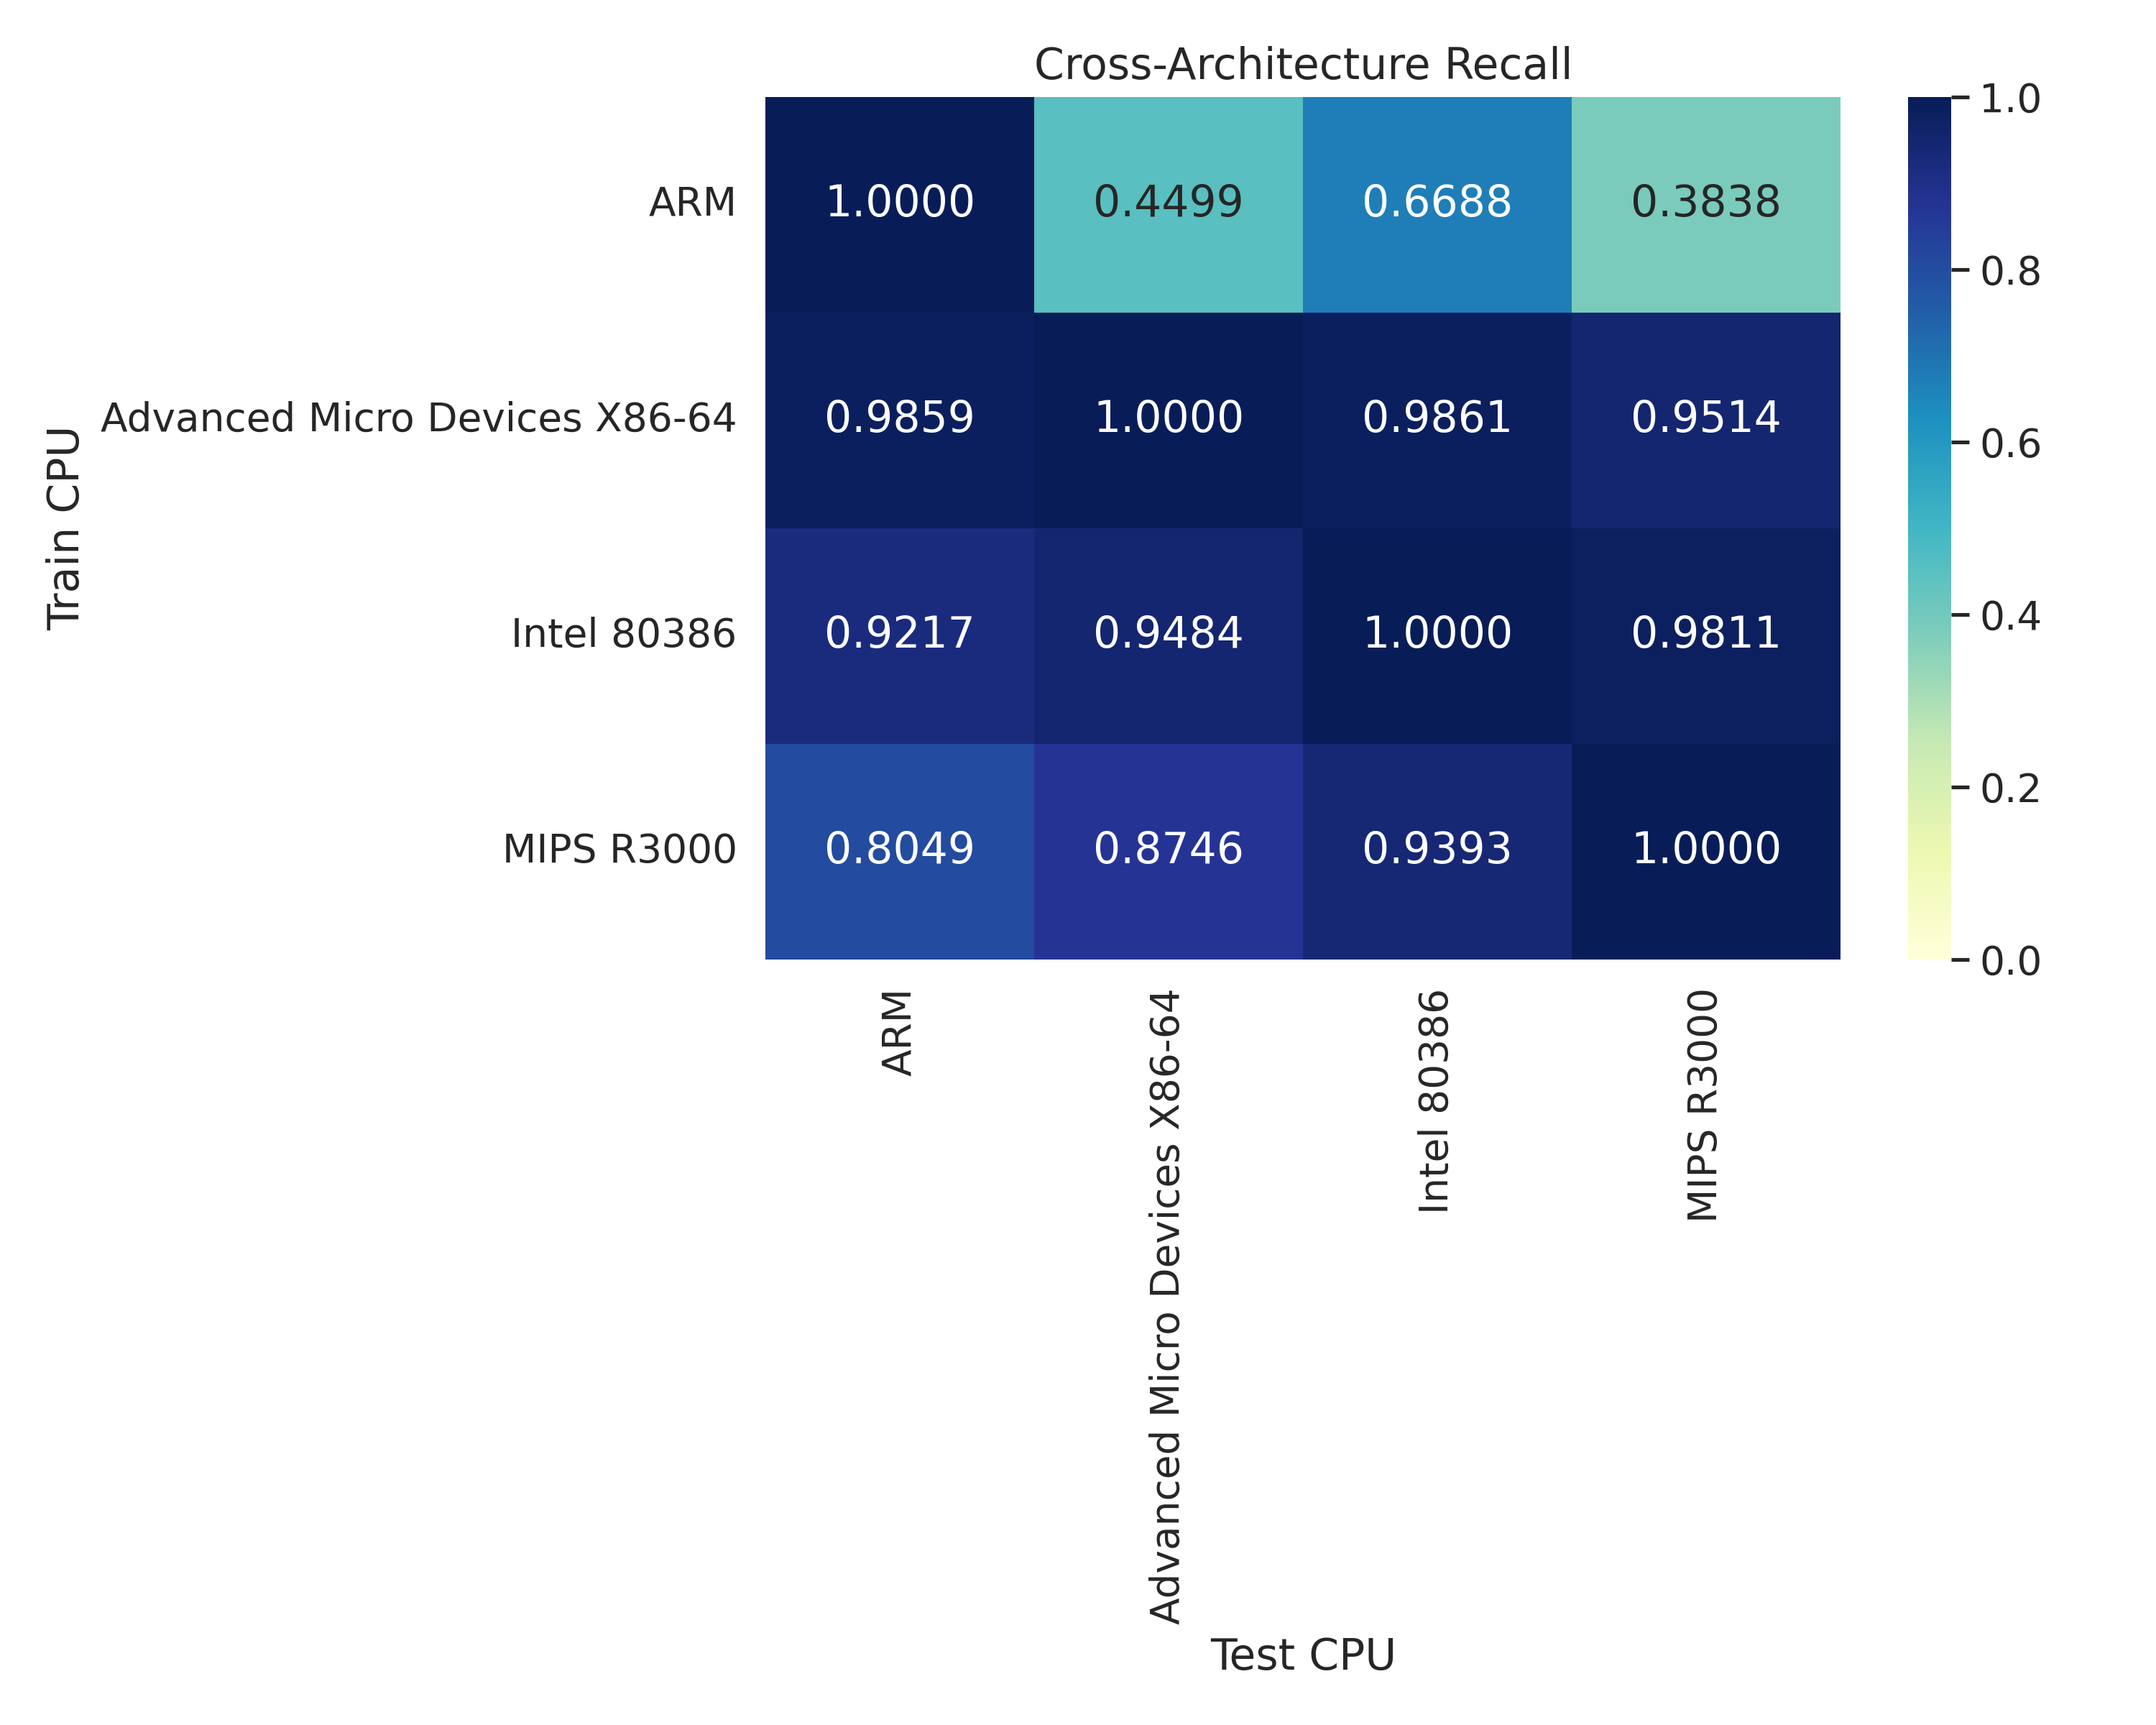 Cross-Architecture Recall
Train CPU
ARM
1.0000 0.4499 0.6688 0.3838
Advanced Micro Devices X86-64
0.9859 1.0000 0.9861 0.9514
Intel 80386
0.9217 0.9484 1.0000 0.9811
MIPS R3000
0.8049 0.8746 0.9393 1.0000
ARM
Advanced Micro Devices X86-64
Intel 80386
MIPS R3000
Test CPU
1.0
0.8
0.6
0.4
0.2
0.0